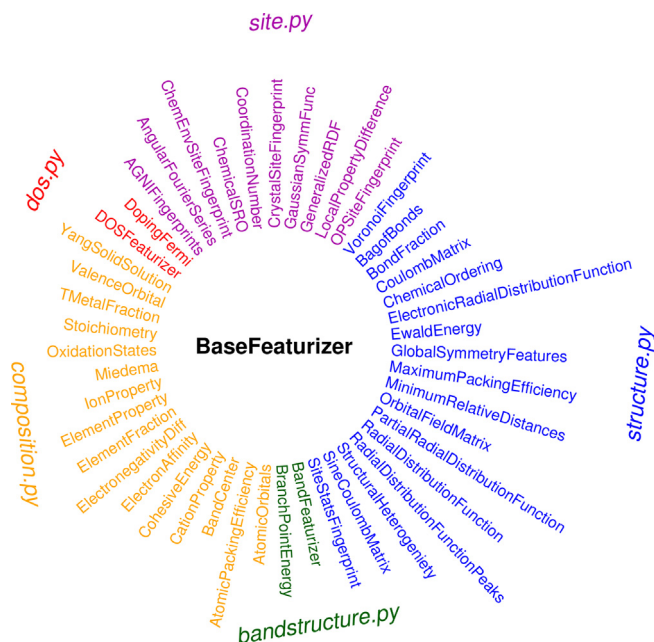 site.py
ChemEnvSiteFingerprint
AngularFourierSeries
AGNIFingerprints
ChemicalSRO
CoordinationNumber
CrystalSiteFingerprint
GaussianSymmFunc
GeneralizedRDF
LocalPropertyDifference
OPSiteFingerprint
VoronoiFingerprint
BagofBonds
BondFraction
CoulombMatrix
ChemicalOrdering
ElectronicRadialDistributionFunction
EwaldEnergy
GlobalSymmetryFeatures
MaximumPackingEfficiency
MinimumRelativeDistances
OrbitalFieldMatrix
PartialRadialDistributionFunction
RadialDistributionFunction
RadialDistributionFunctionPeaks
StructuralHeterogeniety
SineCoulombMatrix
SiteStatsFingerprint
structure.py
BandFeaturizer
BranchPointEnergy
bandstructure.py
AtomicOrbitals
AtomicPackingEfficiency
BandCenter
CationProperty
CohesiveEnergy
ElectronAffinity
ElectronegativityDiff
ElementFraction
ElementProperty
IonProperty
Miedema
OxidationStates
Stoichiometry
TMetalFraction
ValenceOrbital
YangSolidSolution
composition.py
DOSFeaturizer
DopingFermi
dos.py
BaseFeaturizer